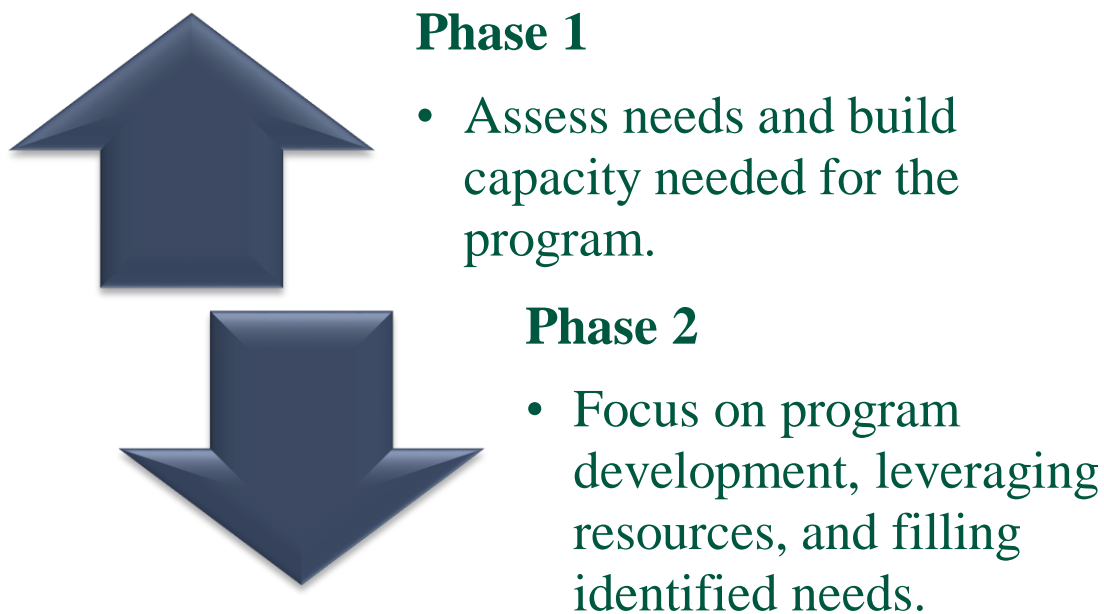 Phase 1
• Assess needs and build
capacity needed for the
program.
Phase 2
• Focus on program
development, leveraging
resources, and filling
identified needs.